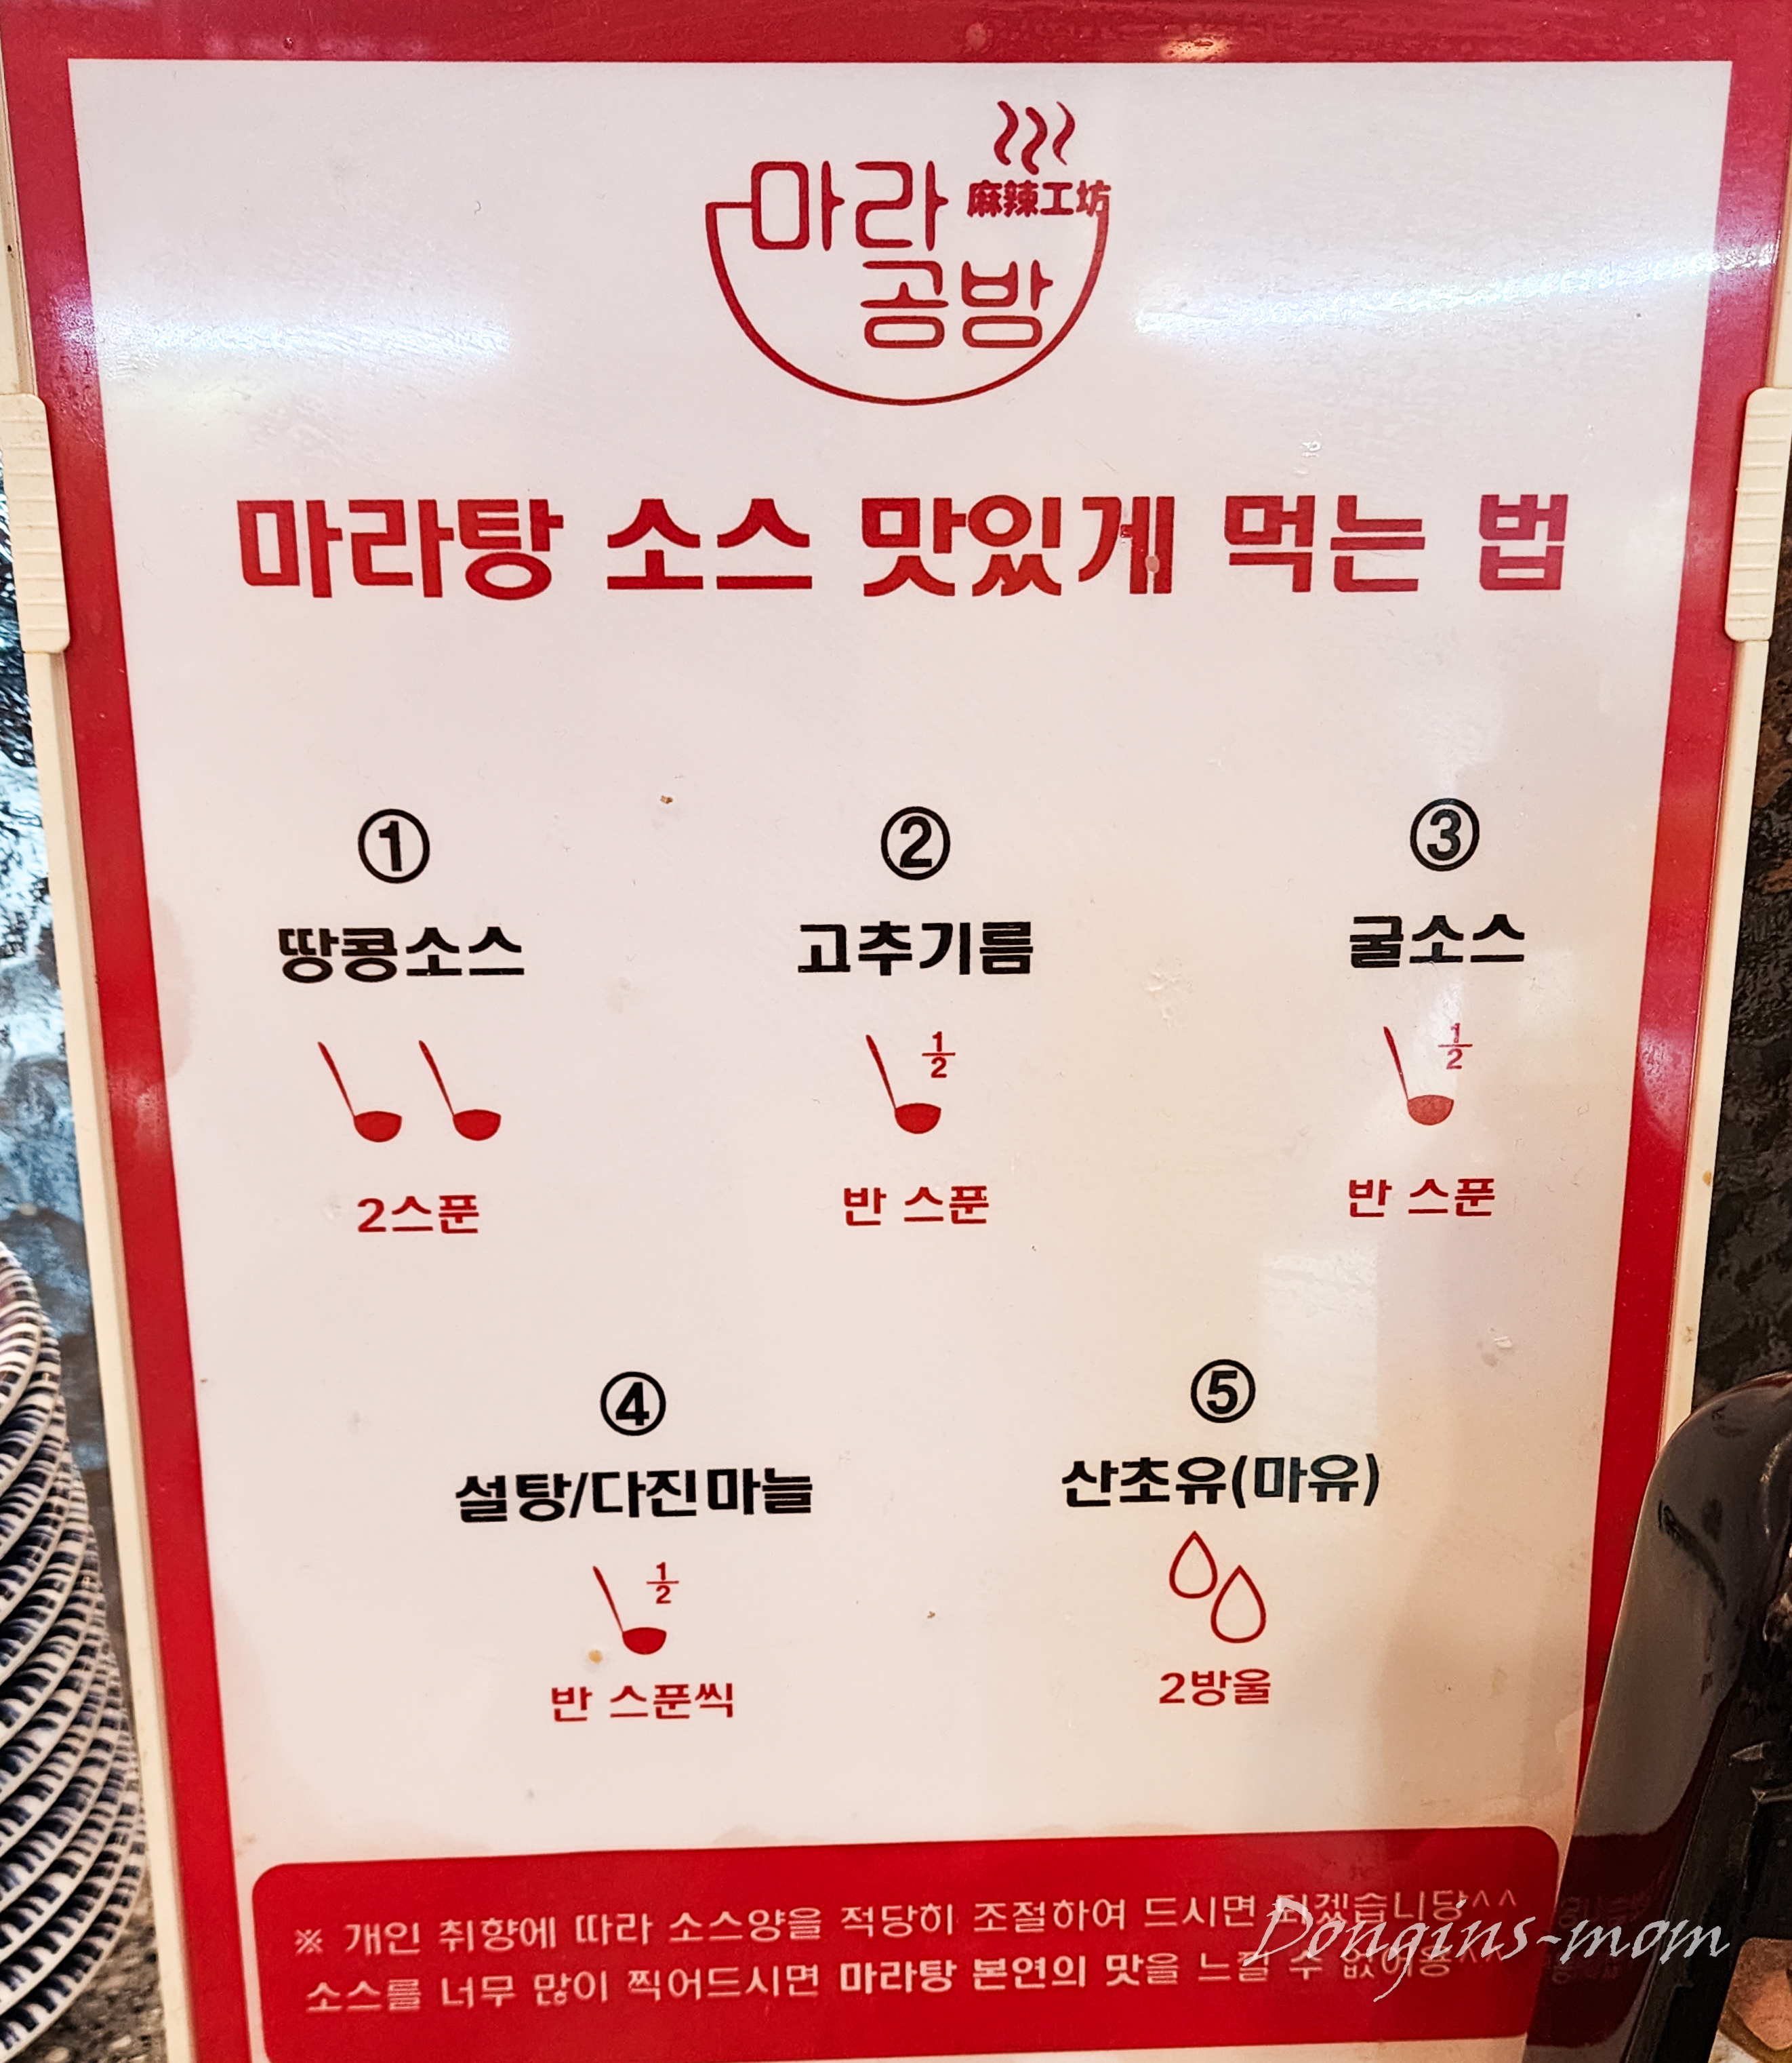 마라 麻辣工坊
공방
마라탕 소스 맛있게 먹는 법
① ② ③
땅콩소스 고추기름 굴소스
1/2 1/2
2스푼 반 스푼 반 스푼
④ ⑤
설탕/다진마늘 산초유(마유)
1/2
반 스푼씩 2방울
※ 개인 취향에 따라 소스양을 적당히 조절하여 드시면 되겠습니당^^
소스를 너무 많이 찍어드시면 마라탕 본연의 맛을 느낄 수 없어용^^
Dongins-mom